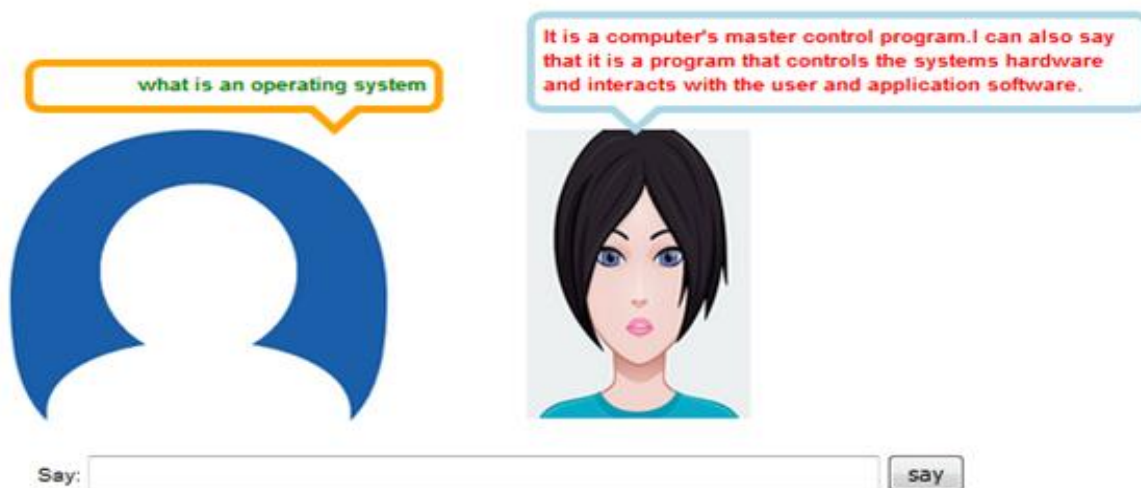 what is an operating system
It is a computer's master control program.I can also say
that it is a program that controls the systems hardware
and interacts with the user and application software.
Say:
say